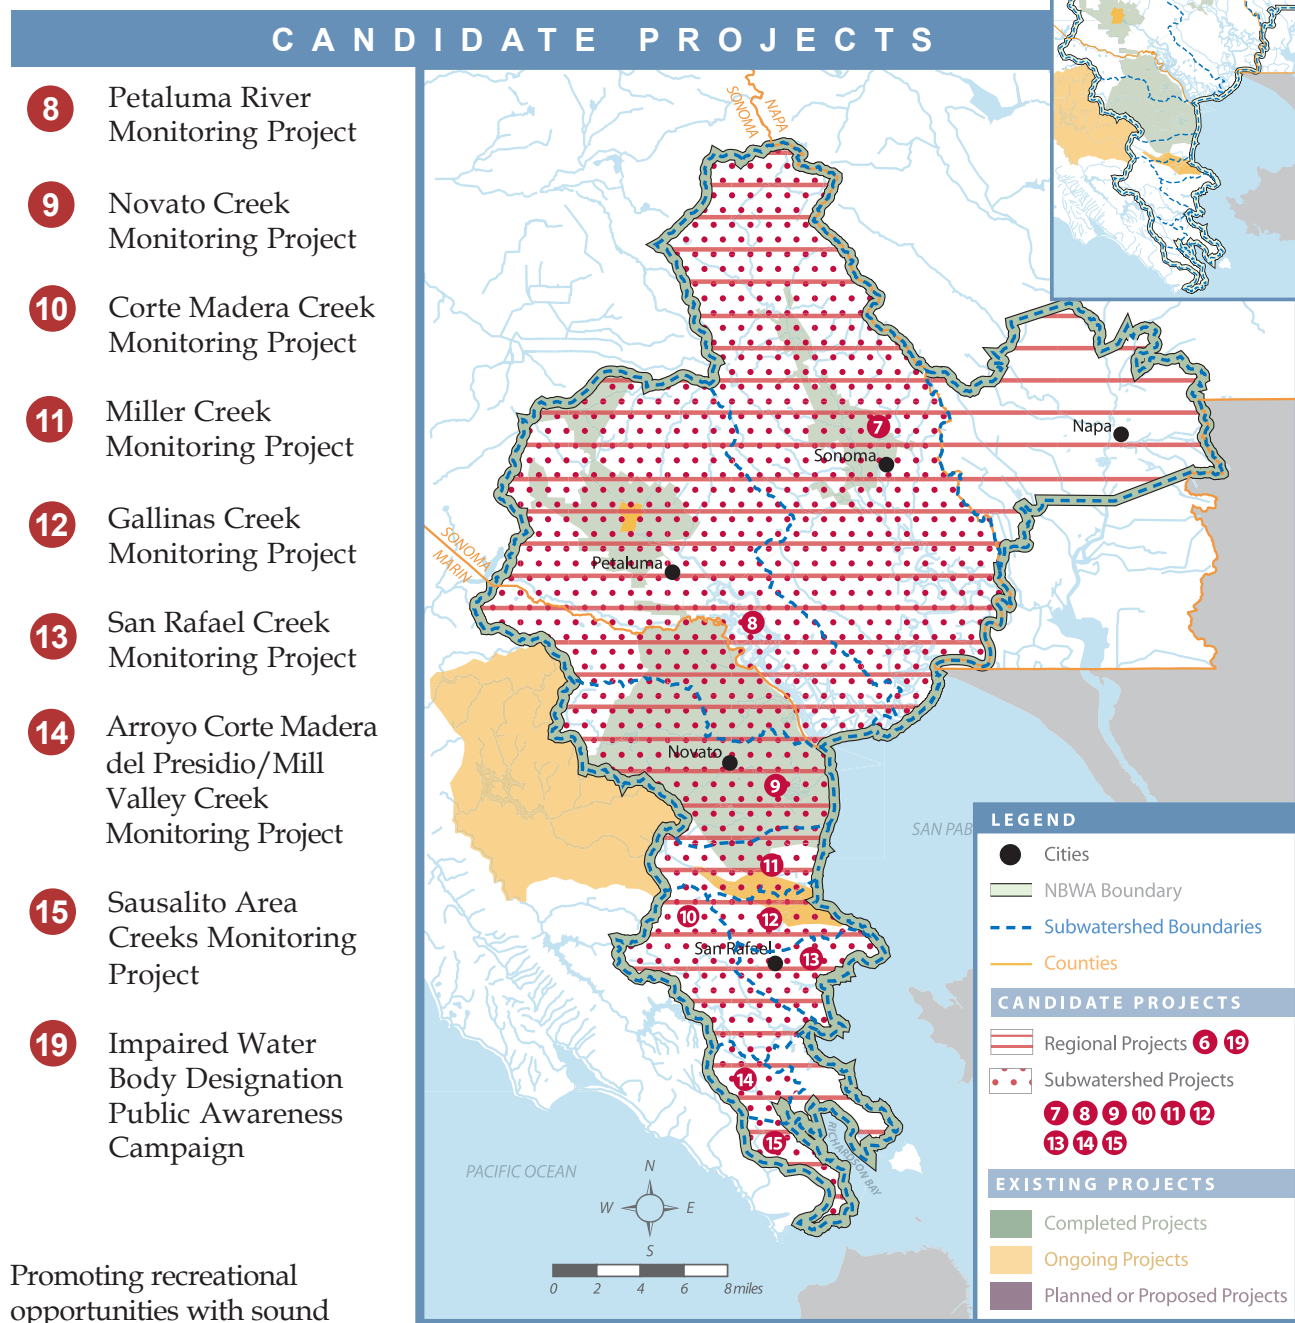 CANDIDATE PROJECTS
8 Petaluma River
Monitoring Project
9 Novato Creek
Monitoring Project
10 Corte Madera Creek
Monitoring Project
11 Miller Creek
Monitoring Project
12 Gallinas Creek
Monitoring Project
13 San Rafael Creek
Monitoring Project
14 Arroyo Corte Madera
del Presidio/Mill
Valley Creek
Monitoring Project
15 Sausalito Area
Creeks Monitoring
Project
19 Impaired Water
Body Designation
Public Awareness
Campaign
Promoting recreational
opportunities with sound
NAPA
SONOMA
7
Napa
Sonoma
SONOMA
MARIN
Petaluma
8
Novato
9
SAN PAB
11
10
12
San Rafael
13
14
15
RICHARDSON BAY
PACIFIC OCEAN
N
W E
S
0 2 4 6 8 miles
LEGEND
Cities
NBWA Boundary
Subwatershed Boundaries
Counties
CANDIDATE PROJECTS
Regional Projects 6 19
Subwatershed Projects
7 8 9 10 11 12
13 14 15
EXISTING PROJECTS
Completed Projects
Ongoing Projects
Planned or Proposed Projects